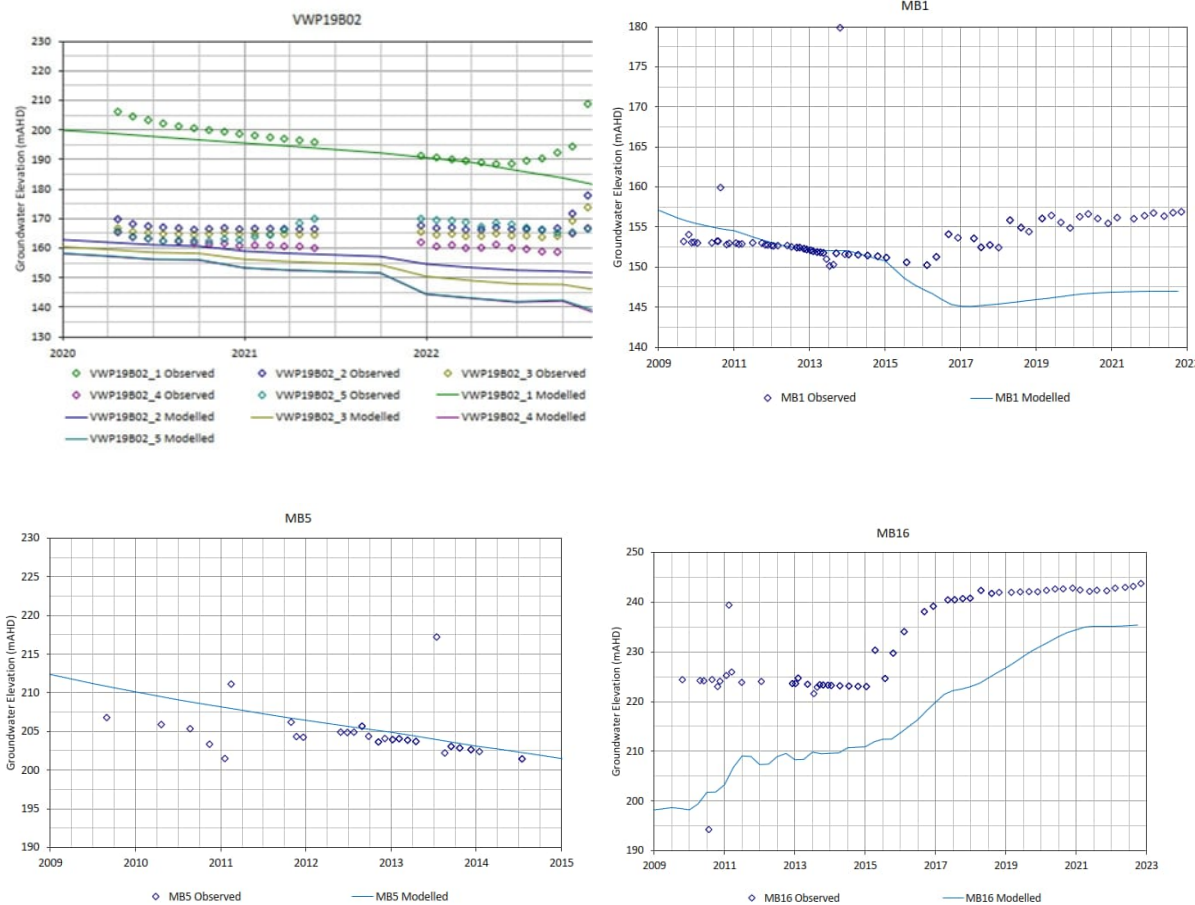 VWP19B02
Groundwater Elevation (mAHD)
230
220
210
200
190
180
170
160
150
140
130
2020
2021
2022
VWP19B02_1 Observed
VWP19B02_2 Observed
VWP19B02_3 Observed
VWP19B02_4 Observed
VWP19B02_5 Observed
VWP19B02_1 Modelled
VWP19B02_2 Modelled
VWP19B02_3 Modelled
VWP19B02_4 Modelled
VWP19B02_5 Modelled
MB1
Groundwater Elevation (mAHD)
180
175
170
165
160
155
150
145
140
2009
2011
2013
2015
2017
2019
2021
202
MB1 Observed
MB1 Modelled
MB5
Groundwater Elevation (mAHD)
230
225
220
215
210
205
200
195
190
2009
2010
2011
2012
2013
2014
2015
MB5 Observed
MB5 Modelled
MB16
Groundwater Elevation (mAHD)
250
240
230
220
210
200
190
2009
2011
2013
2015
2017
2019
2021
2023
MB16 Observed
MB16 Modelled